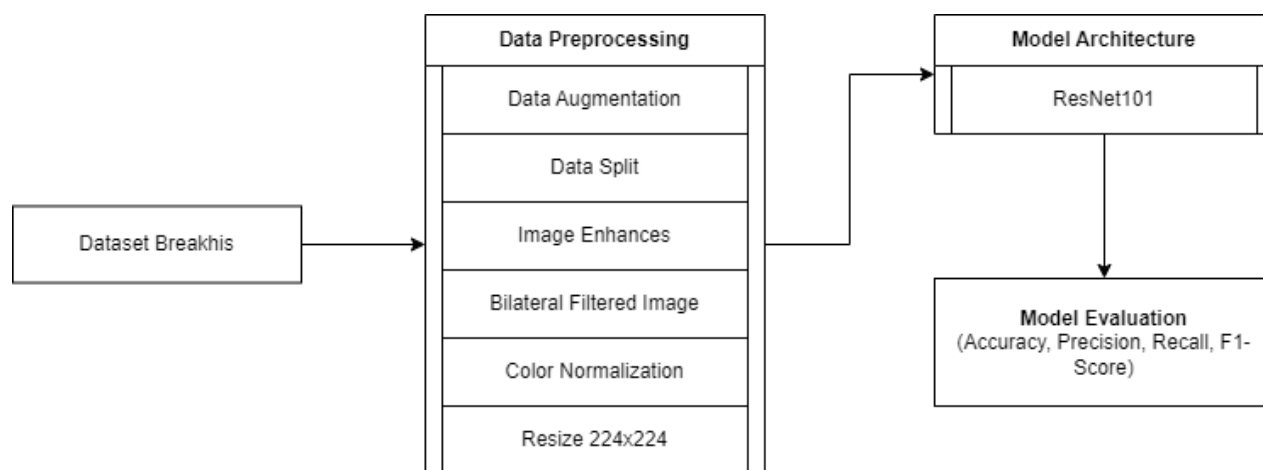 Dataset Breakhis
Data Preprocessing
Data Augmentation
Data Split
Image Enhances
Bilateral Filtered Image
Color Normalization
Resize 224x224
Model Architecture
ResNet101
Model Evaluation
(Accuracy, Precision, Recall, F1-
Score)